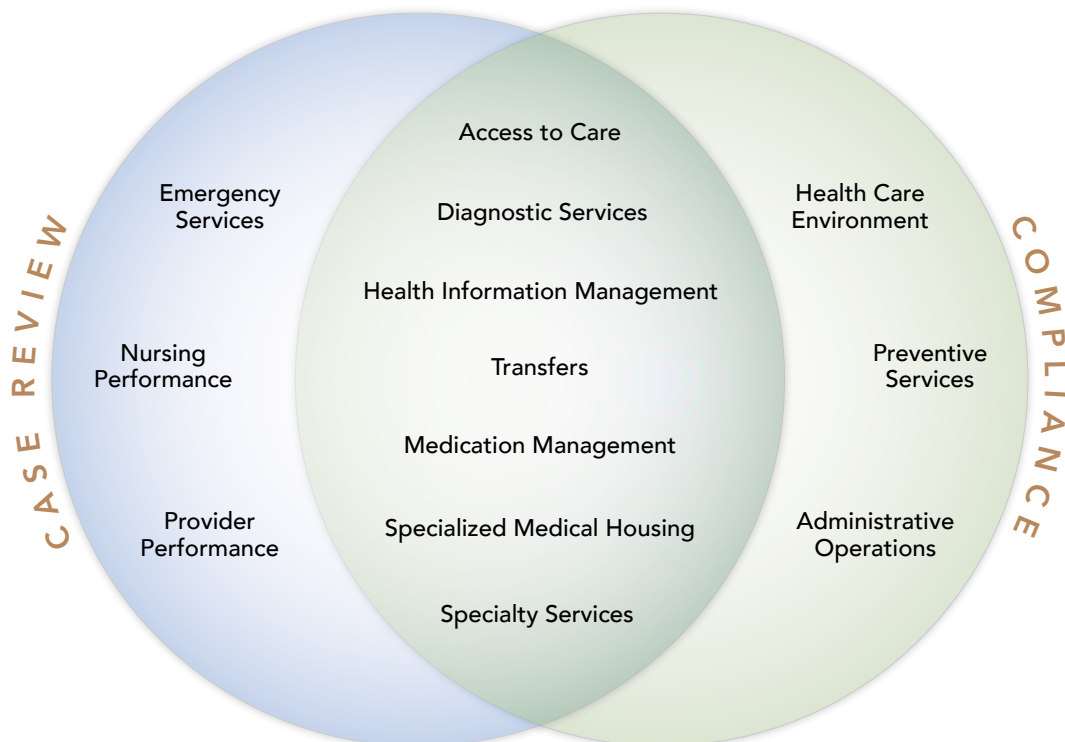 CASE REVIEW
Emergency
Services
Nursing
Performance
Provider
Performance
Access to Care
Diagnostic Services
Health Information Management
Transfers
Medication Management
Specialized Medical Housing
Specialty Services
Health Care
Environment
Preventive
Services
Administrative
Operations
COMPLIANCE